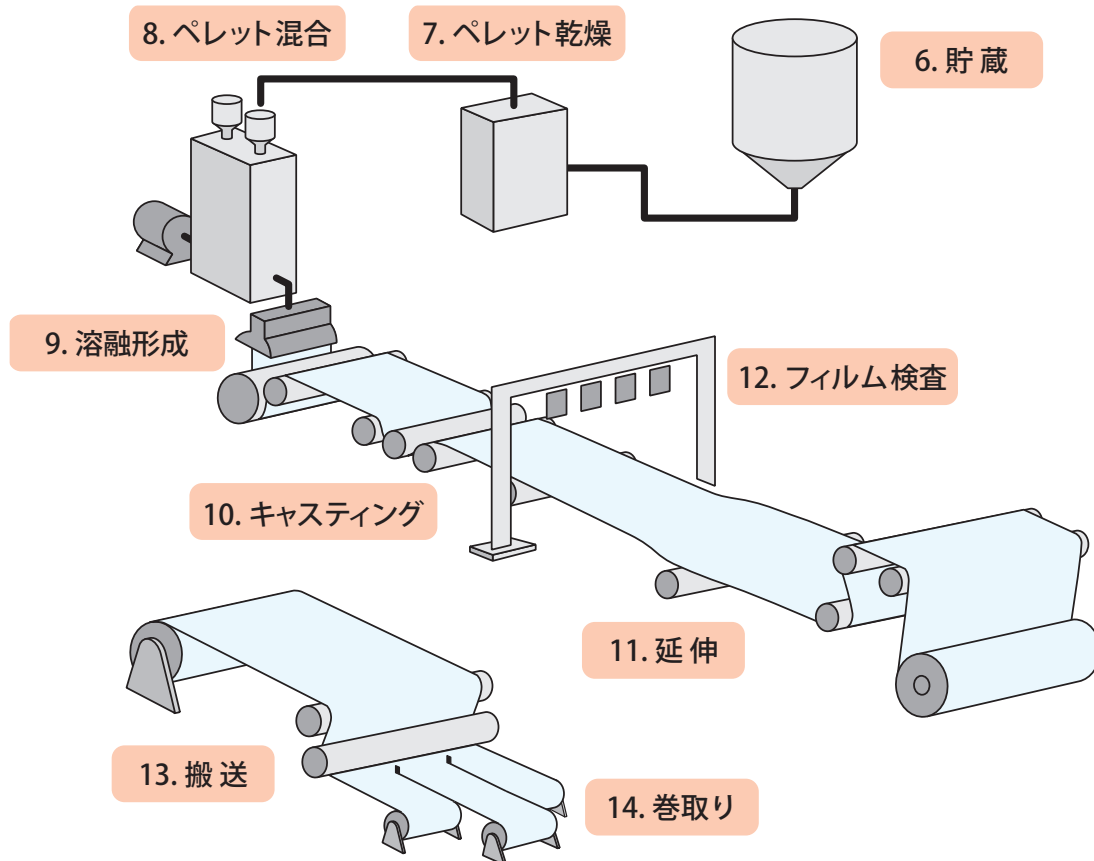 8. ペレット混合
7. ペレット乾燥
6. 貯蔵
9. 溶融形成
12. フィルム検査
10. キャスティング
11. 延伸
13. 搬送
14. 巻取り